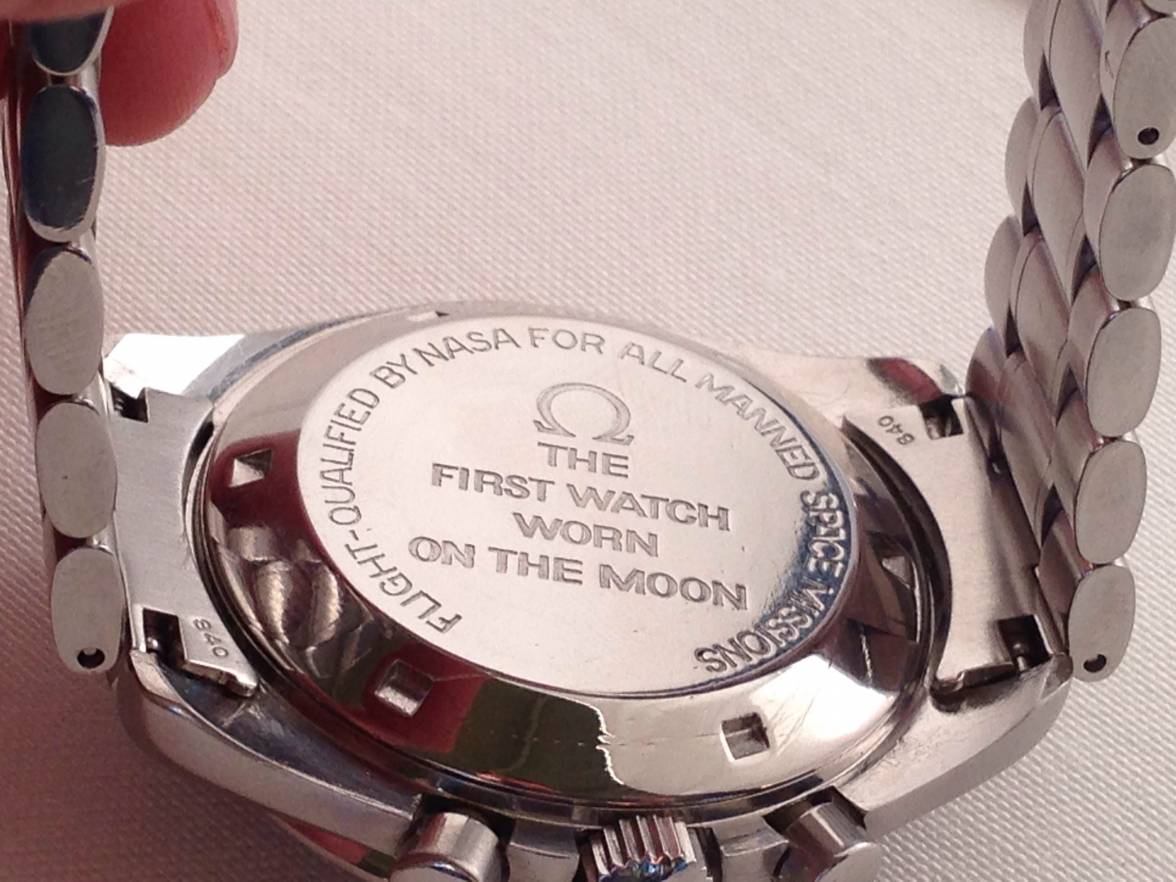 FLIGHT-QUALIFIED BY NASA FOR ALL MANNED SPACE MISSIONS
Ω
THE
FIRST WATCH
WORN
ON THE MOON
840
840